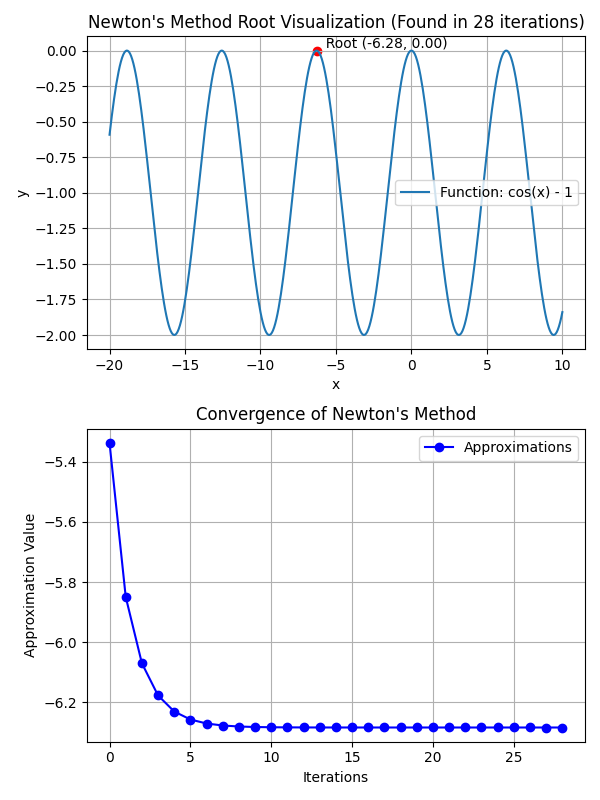 Newton's Method Root Visualization (Found in 28 iterations)
Root (-6.28, 0.00)
0.00
−0.25
−0.50
−0.75
−1.00
−1.25
−1.50
−1.75
−2.00
y
Function: cos(x) - 1
−20 −15 −10 −5 0 5 10
x
Convergence of Newton's Method
Approximations
−5.4
−5.6
−5.8
−6.0
−6.2
Approximation Value
0 5 10 15 20 25
Iterations